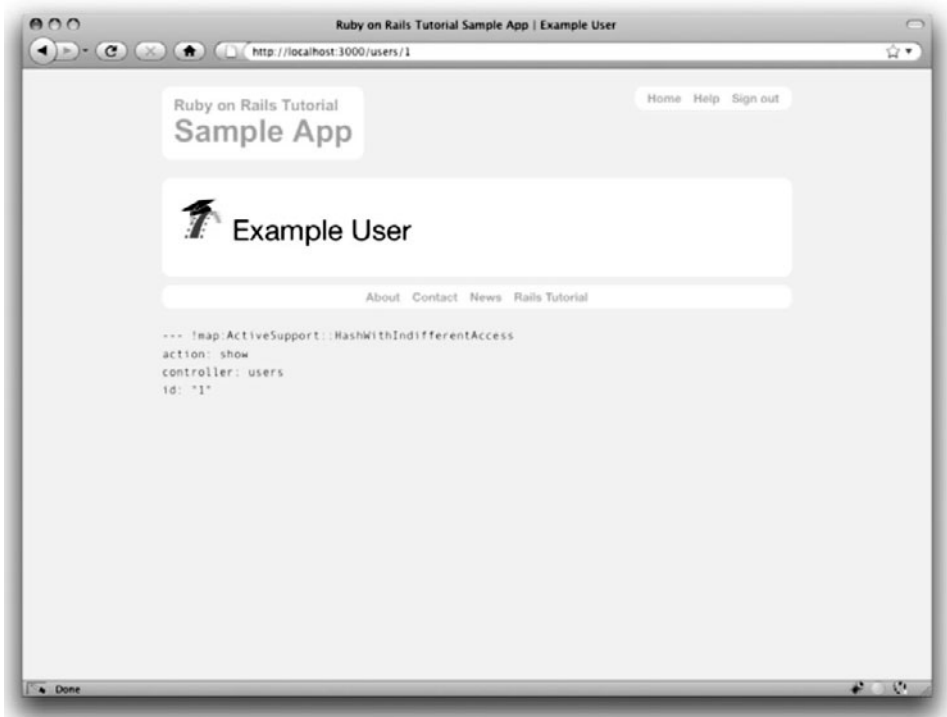 Ruby on Rails Tutorial Sample App | Example User
http://localhost:3000/users/1
Ruby on Rails Tutorial
Sample App
Home Help Sign out
Example User
About Contact News Rails Tutorial
--- !map:ActiveSupport::HashWithIndifferentAccess
action: show
controller: users
id: "1"
Done